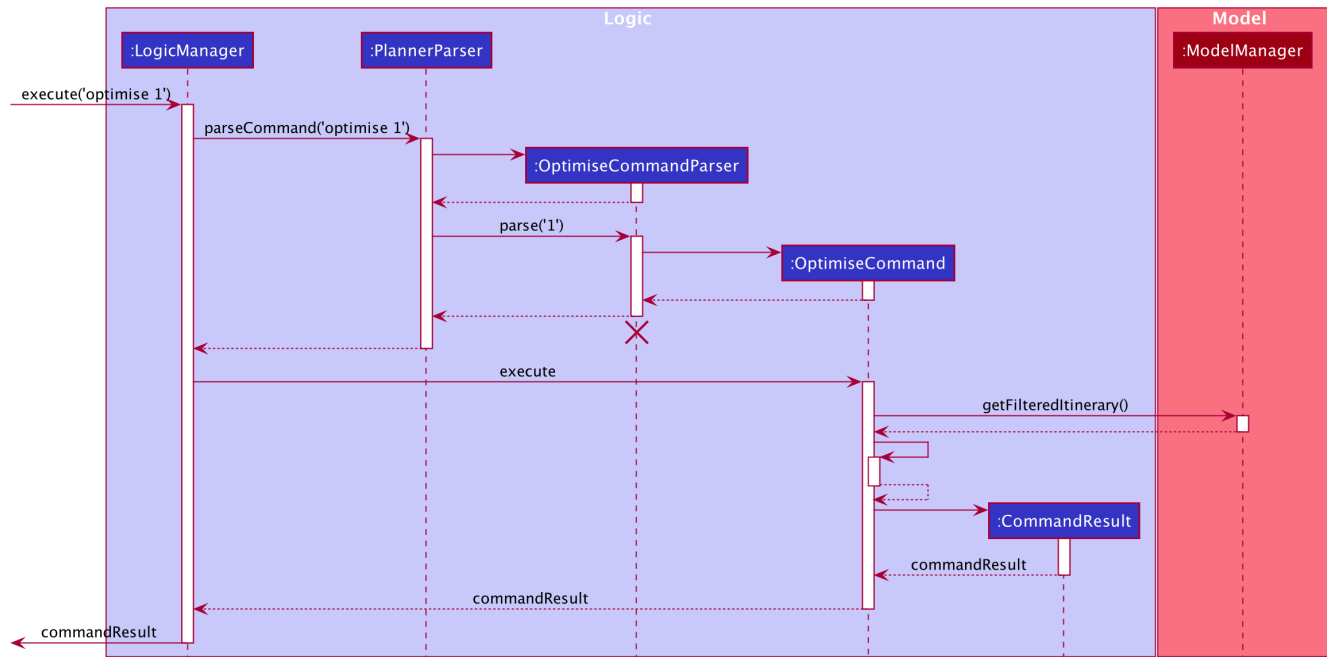 Logic
Model
:LogicManager
:PlannerParser
:ModelManager
execute('optimise 1')
parseCommand('optimise 1')
:OptimiseCommandParser
parse('1')
:OptimiseCommand
execute
getFilteredItinerary()
:CommandResult
commandResult
commandResult
commandResult